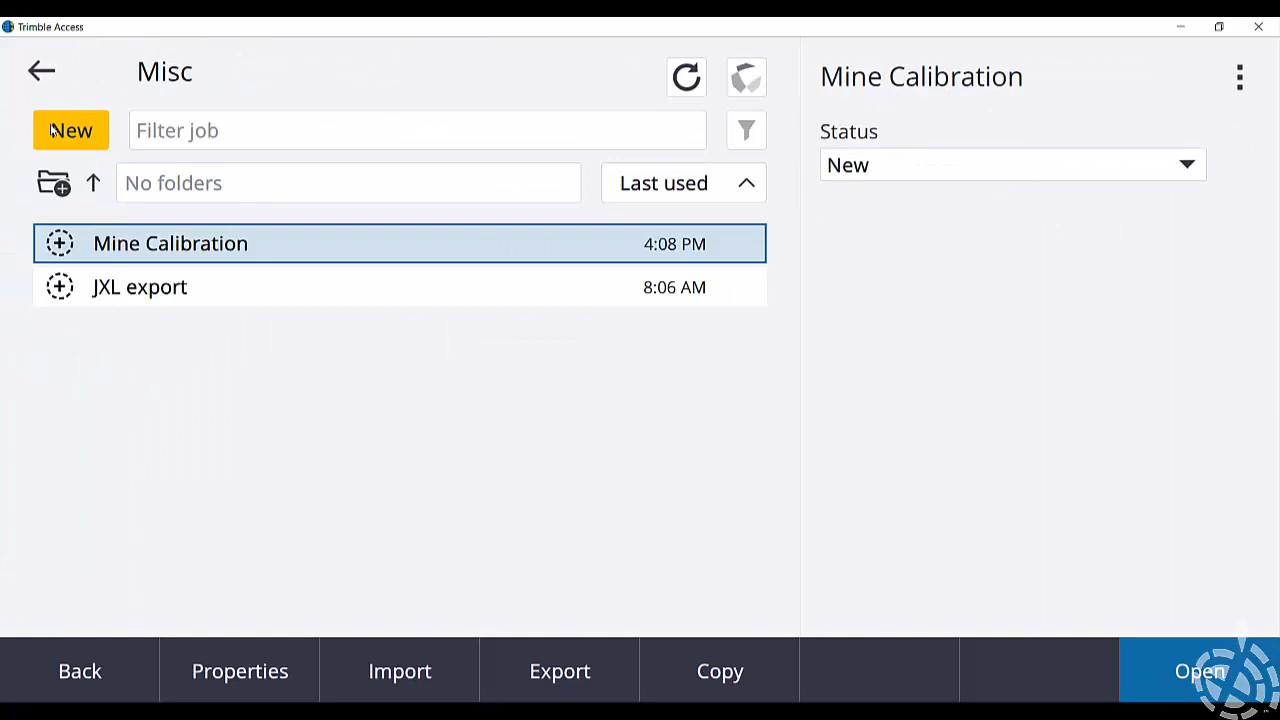 Trimble Access
Misc
New
Filter job
No folders
Last used
Mine Calibration 4:08 PM
JXL export 8:06 AM
Mine Calibration
Status
New
Back Properties Import Export Copy Open